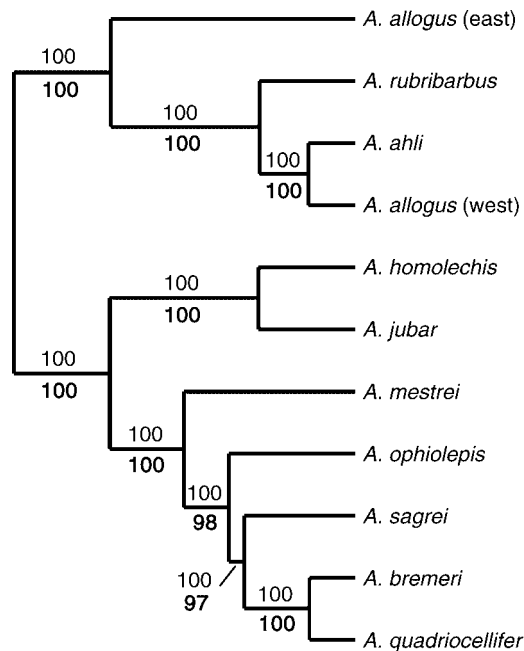 A. allogus (east)
100
100
A. rubribarbus
100
100
A. ahli
100
100
A. allogus (west)
A. homolechis
100
100
A. jubar
100
100
A. mestrei
100
100
A. ophiolepis
100
98
A. sagrei
100
97
A. bremeri
100
100
A. quadriocellifer